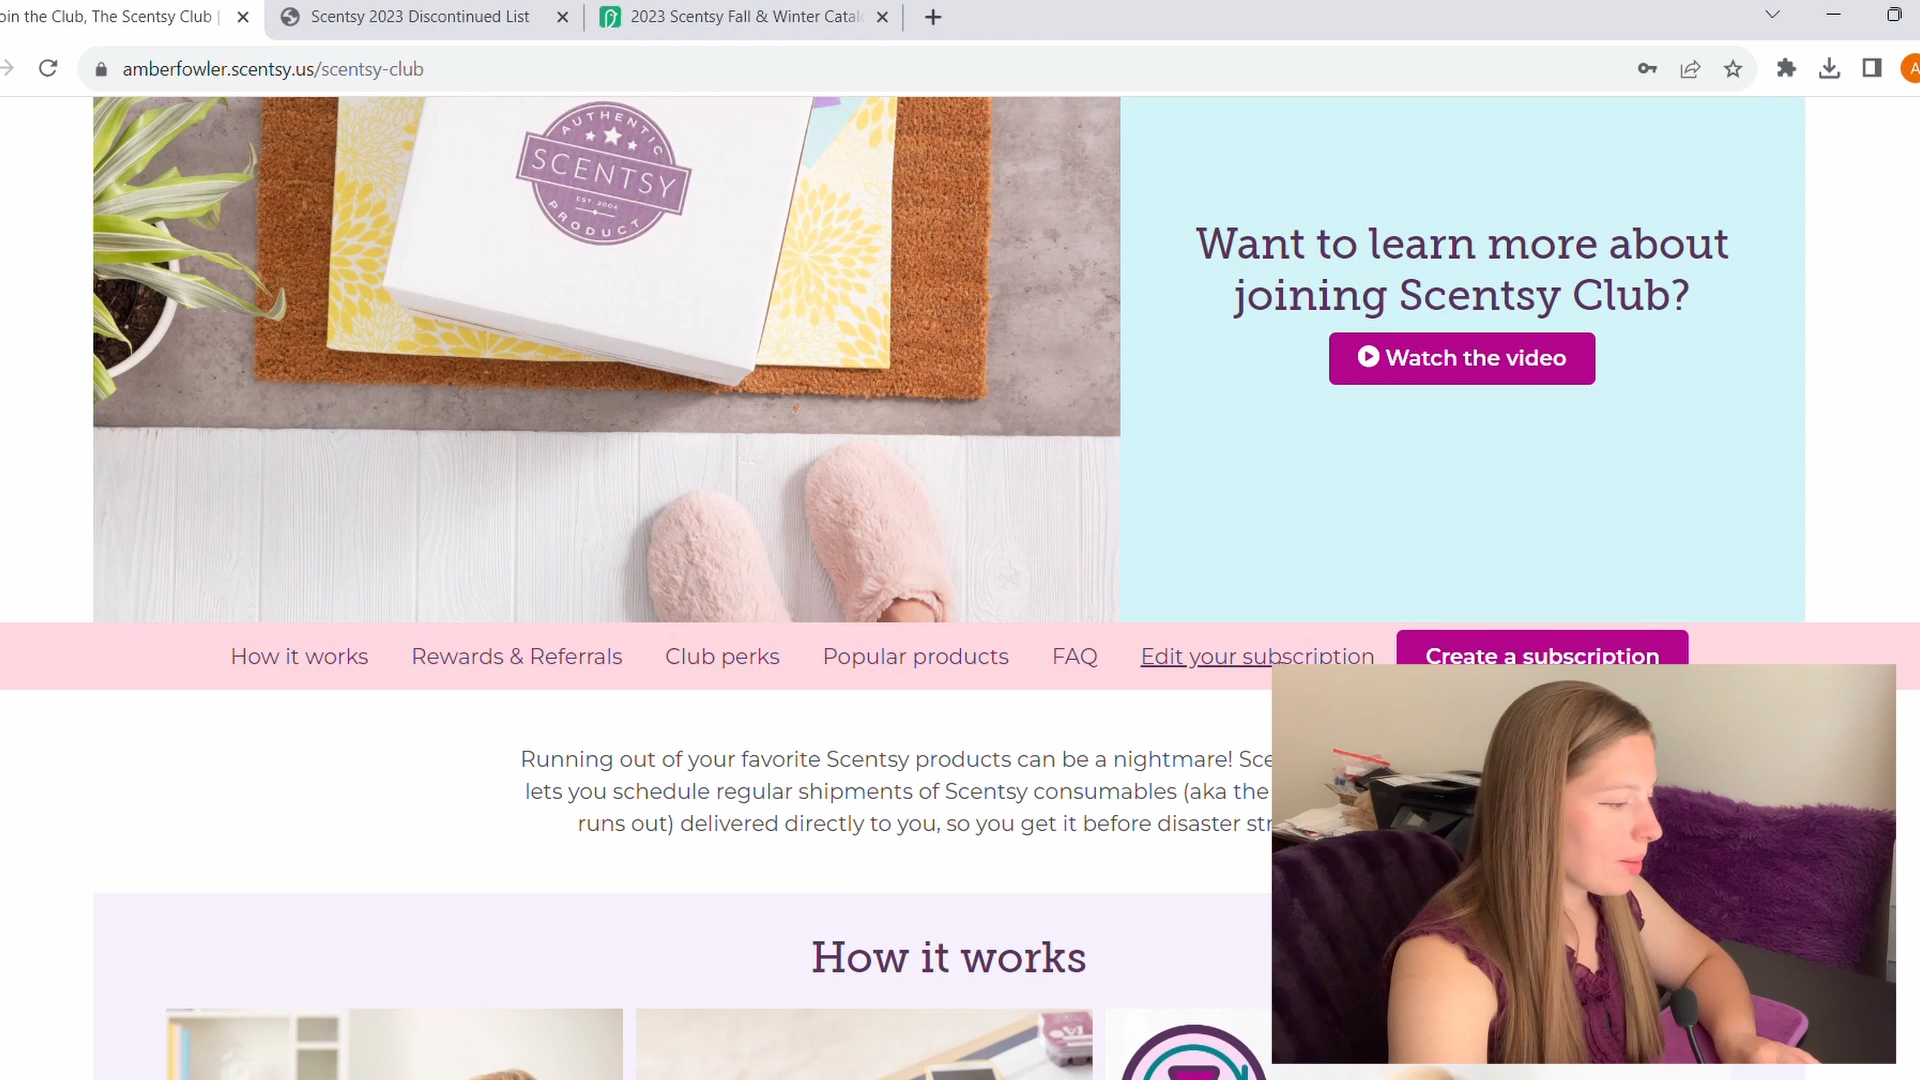 oin the Club, The Scentsy Club |
Scentsy 2023 Discontinued List
2023 Scentsy Fall & Winter Catal
amberfowler.scentsy.us/scentsy-club
A
AUTHENTIC
SCENTSY
EST. 2004
PRODUCT
Want to learn more about
joining Scentsy Club?
Watch the video
How it works
Rewards & Referrals
Club perks
Popular products
FAQ
Edit your subscription
Create a subscription
Running out of your favorite Scentsy products can be a nightmare! Sce
lets you schedule regular shipments of Scentsy consumables (aka the
runs out) delivered directly to you, so you get it before disaster str
How it works